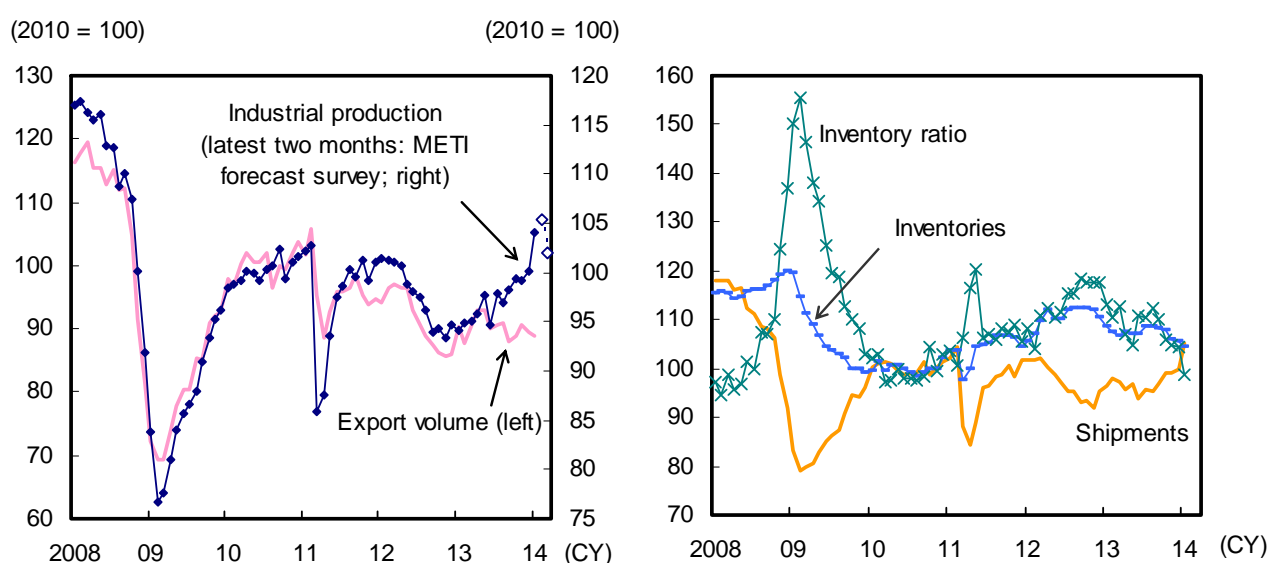 (2010 = 100)
(2010 = 100)
130
120
110
100
90
80
70
60
120
115
110
105
100
95
90
85
80
75
Industrial production
(latest two months: METI
forecast survey; right)
Export volume (left)
2008 09 10 11 12 13 14 (CY)
160
150
140
130
120
110
100
90
80
70
Inventory ratio
Inventories
Shipments
2008 09 10 11 12 13 14 (CY)